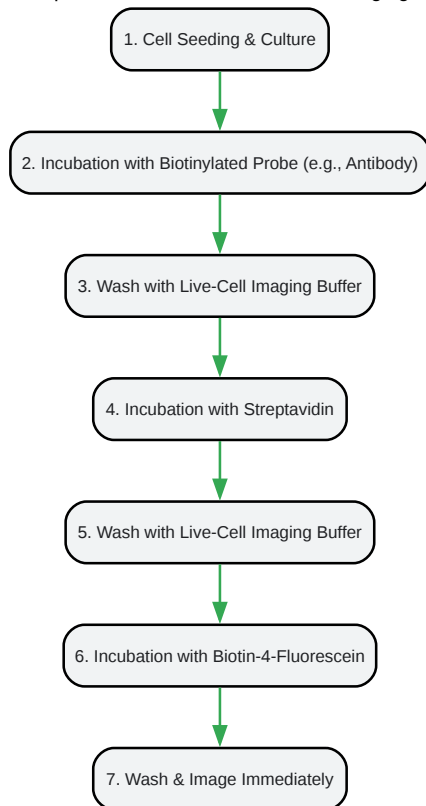 1. Cell Seeding & Culture
2. Incubation with Biotinylated Probe (e.g., Antibody)
3. Wash with Live-Cell Imaging Buffer
4. Incubation with Streptavidin
5. Wash with Live-Cell Imaging Buffer
6. Incubation with Biotin-4-Fluorescein
7. Wash & Image Immediately